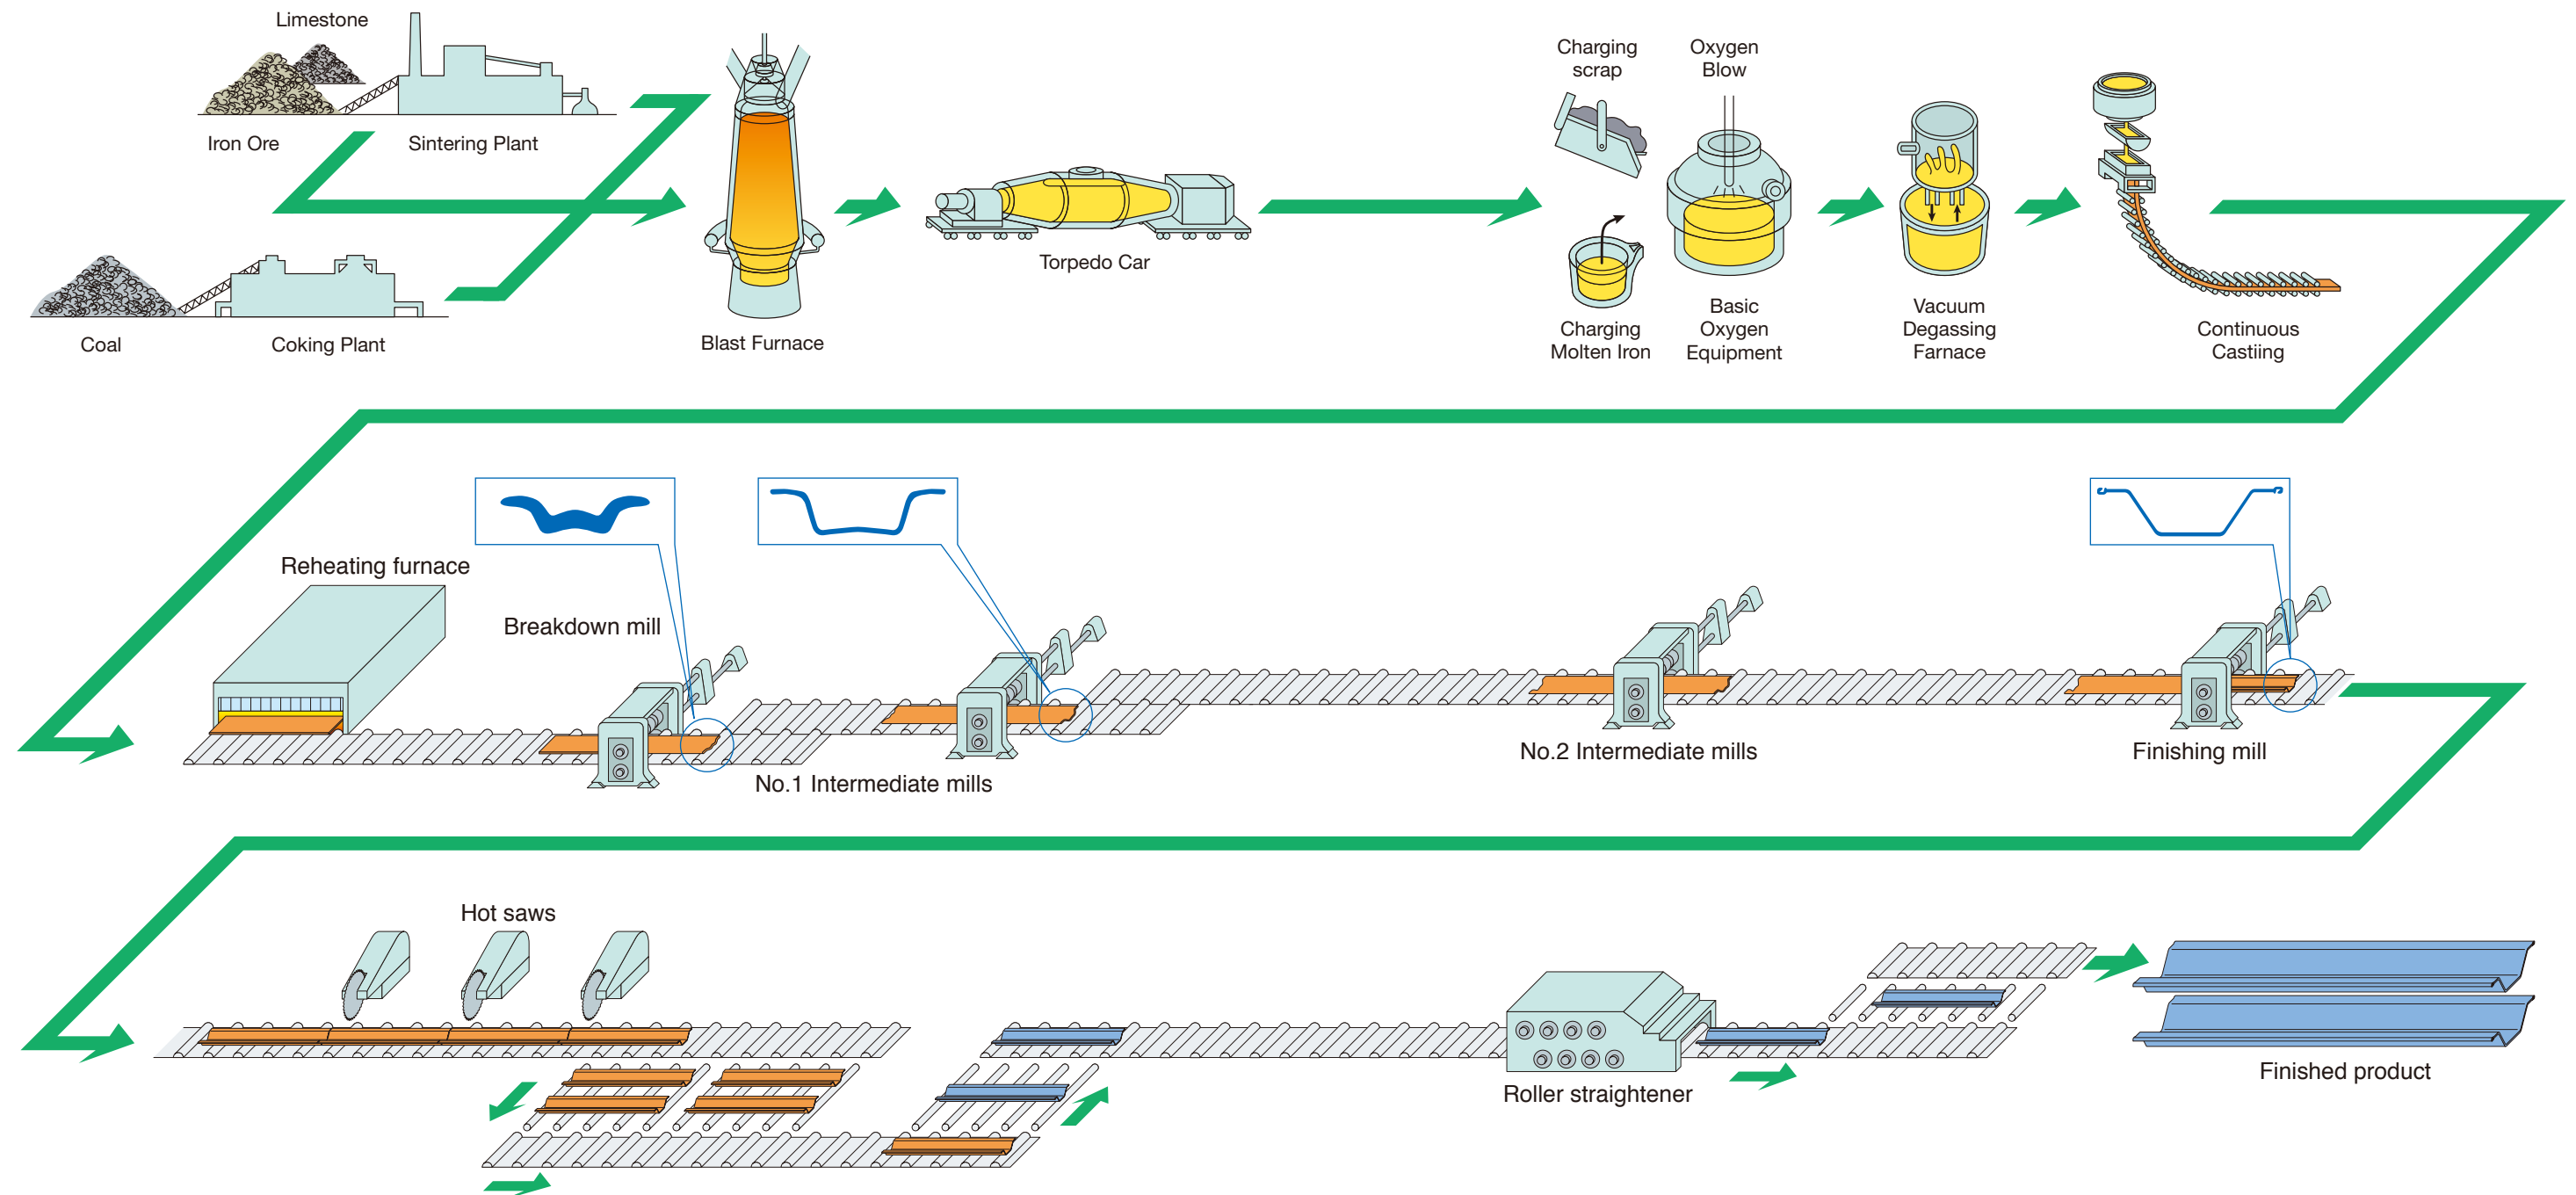 Limestone
Iron Ore
Sintering Plant
Coal
Coking Plant
Blast Furnace
Torpedo Car
Charging
scrap
Oxygen
Blow
Charging
Molten Iron
Basic
Oxygen
Equipment
Vacuum
Degassing
Farnace
Continuous
Castiing
Reheating furnace
Breakdown mill
No.1 Intermediate mills
No.2 Intermediate mills
Finishing mill
Hot saws
Roller straightener
Finished product